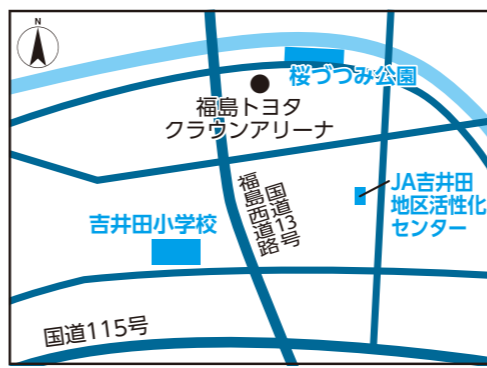 N
桜づつみ公園
福島トヨタ
クラウンアリーナ
国道13号
福島西道路
JA吉井田
地区活性化
センター
吉井田小学校
国道115号